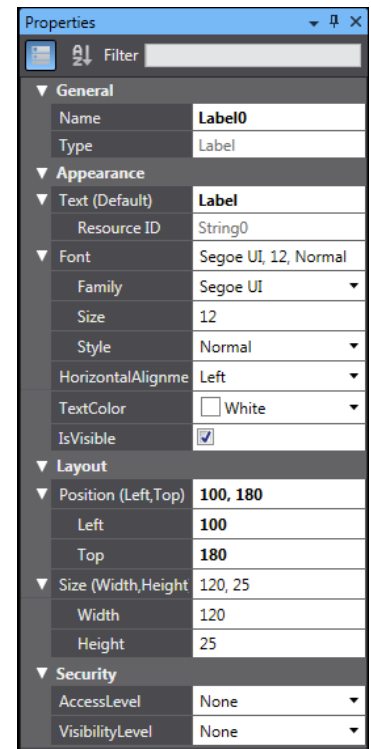 Properties
Filter
General
Name Label0
Type Label
Appearance
Text (Default) Label
Resource ID String0
Font Segoe UI, 12, Normal
Family Segoe UI
Size 12
Style Normal
HorizontalAlignme Left
TextColor White
IsVisible
Layout
Position (Left,Top) 100, 180
Left 100
Top 180
Size (Width,Height 120, 25
Width 120
Height 25
Security
AccessLevel None
VisibilityLevel None